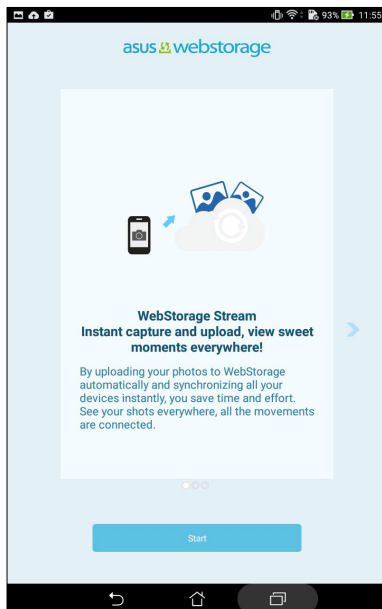 93% 11:55
asus webstorage
WebStorage Stream
Instant capture and upload, view sweet
moments everywhere!
By uploading your photos to WebStorage
automatically and synchronizing all your
devices instantly, you save time and effort.
See your shots everywhere, all the movements
are connected.
Start